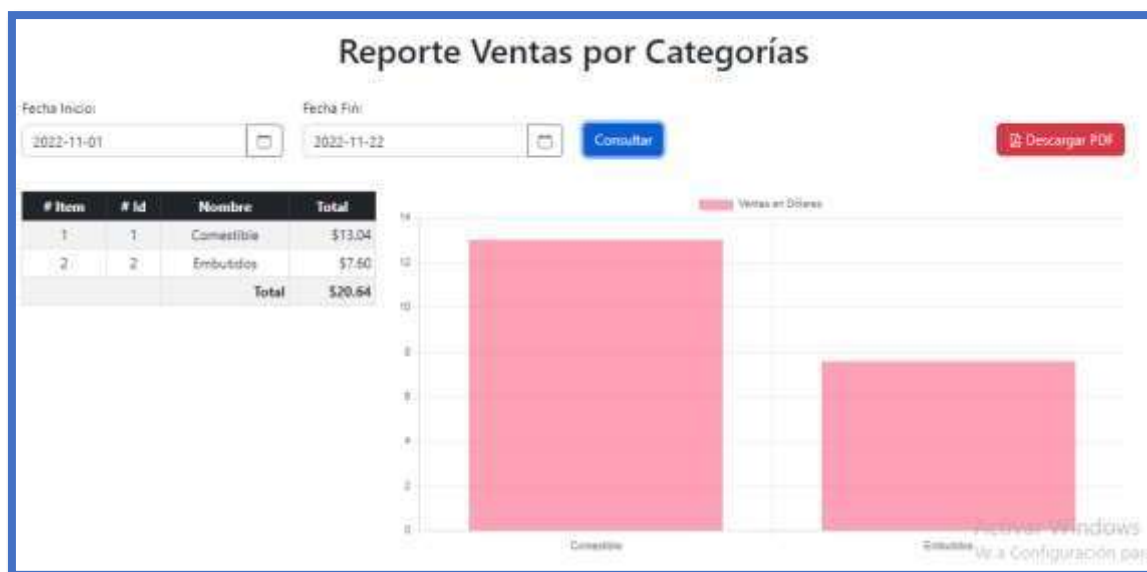 Reporte Ventas por Categorías
Fecha Inicio: Fecha Fin:
2022-11-01 2022-11-22 Consultar Descargar PDF
# Item # Id Nombre Total
1 1 Comestible $13.04
2 2 Embutidos $7.60
Total $20.64
Ventas en Dólares
14
12
10
8
6
4
2
0
Comestible Embutidos
Activar Windows
Ve a Configuración par